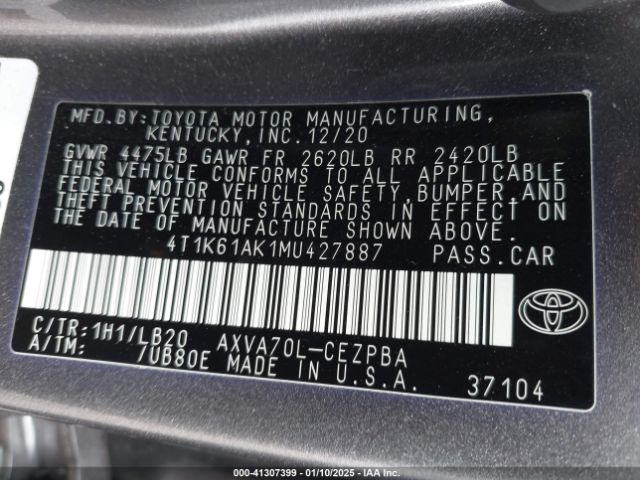 MFD.BY:TOYOTA MOTOR MANUFACTURING,
KENTUCKY,INC.12/20
GVWR 4475LB GAWR FR 2620LB RR 2420LB
THIS VEHICLE CONFORMS TO ALL APPLICABLE
FEDERAL MOTOR VEHICLE SAFETY,BUMPER,AND
THEFT PREVENTION STANDARDS IN EFFECT ON
THE DATE OF MANUFACTURE SHOWN ABOVE.
4T1K61AK1MU427887 PASS.CAR
C/TR:1H1/LB20 AXVA70L-CEZPBA
A/TM: /UB80E MADE IN U.S.A.
37104
000-41307399 - 01/10/2025 - IAA Inc.